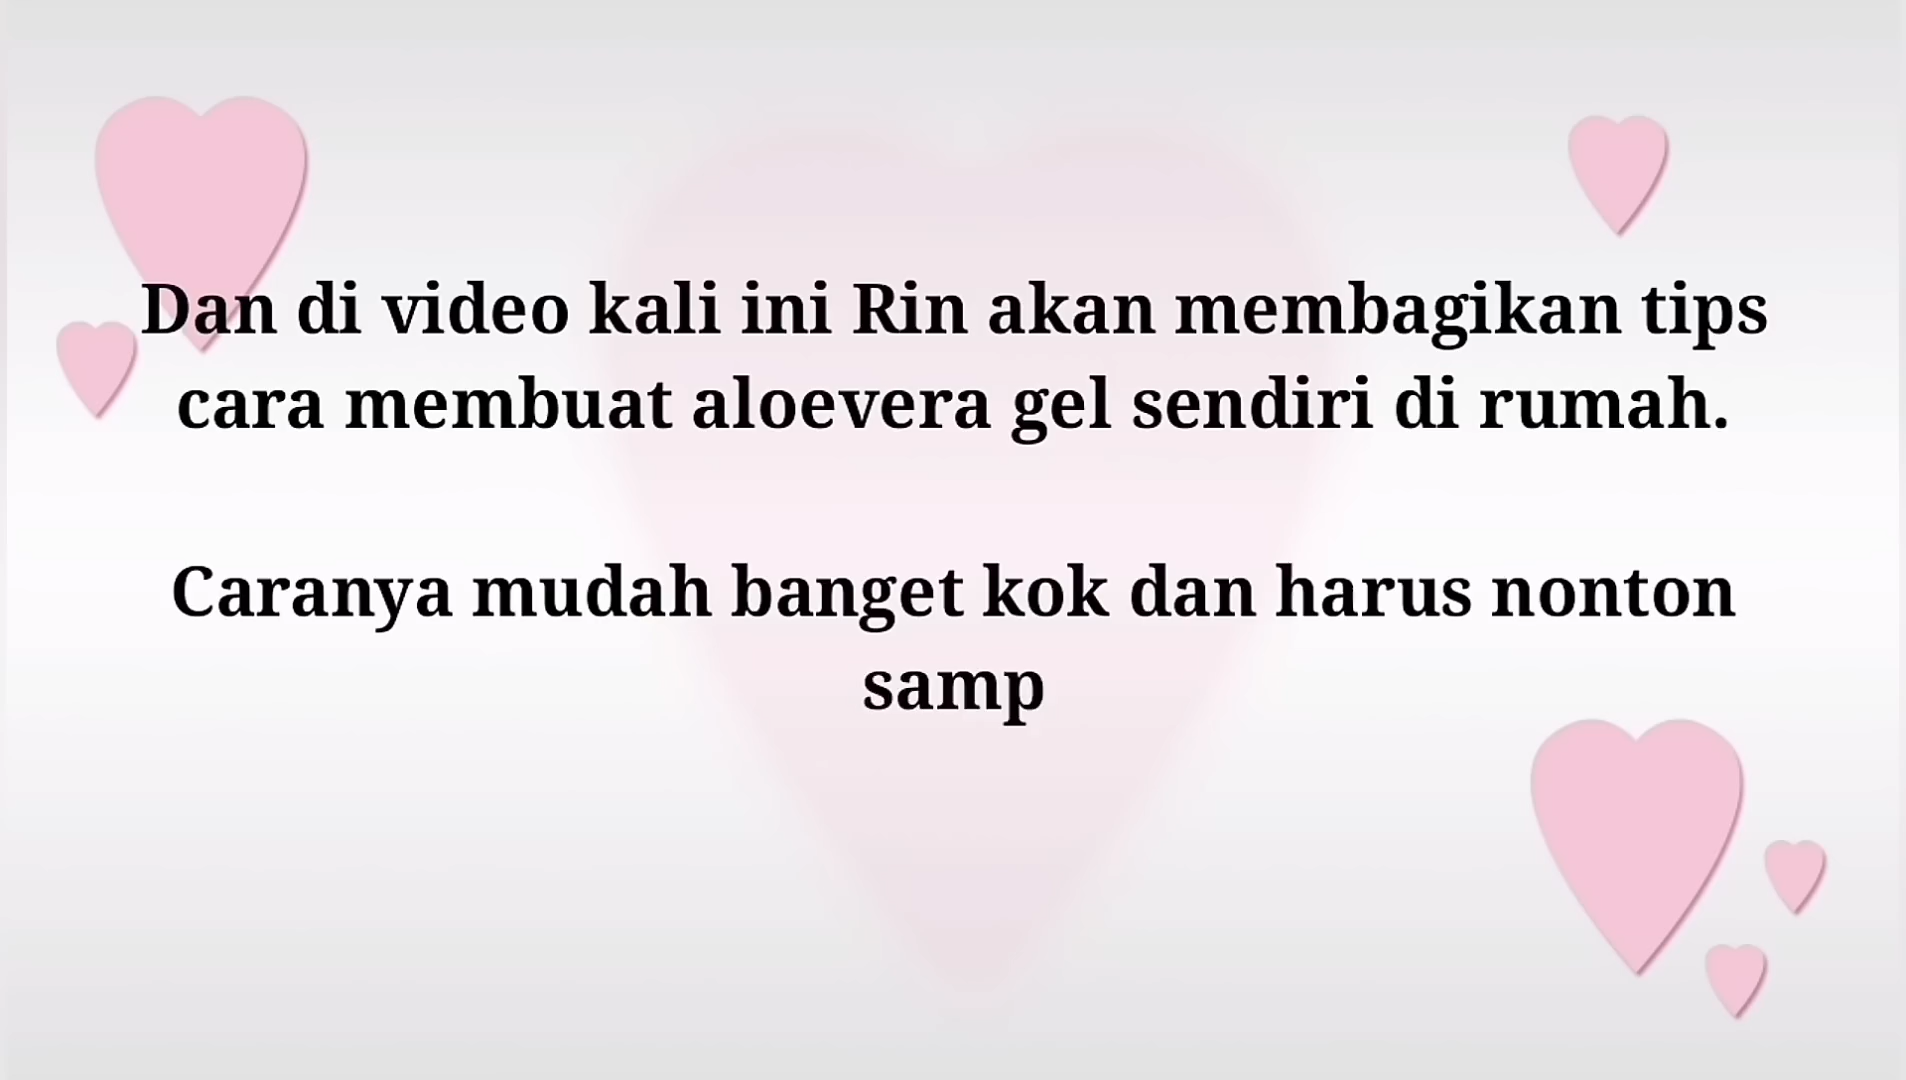 Dan di video kali ini Rin akan membagikan tips
cara membuat aloevera gel sendiri di rumah.
Caranya mudah banget kok dan harus nonton
samp